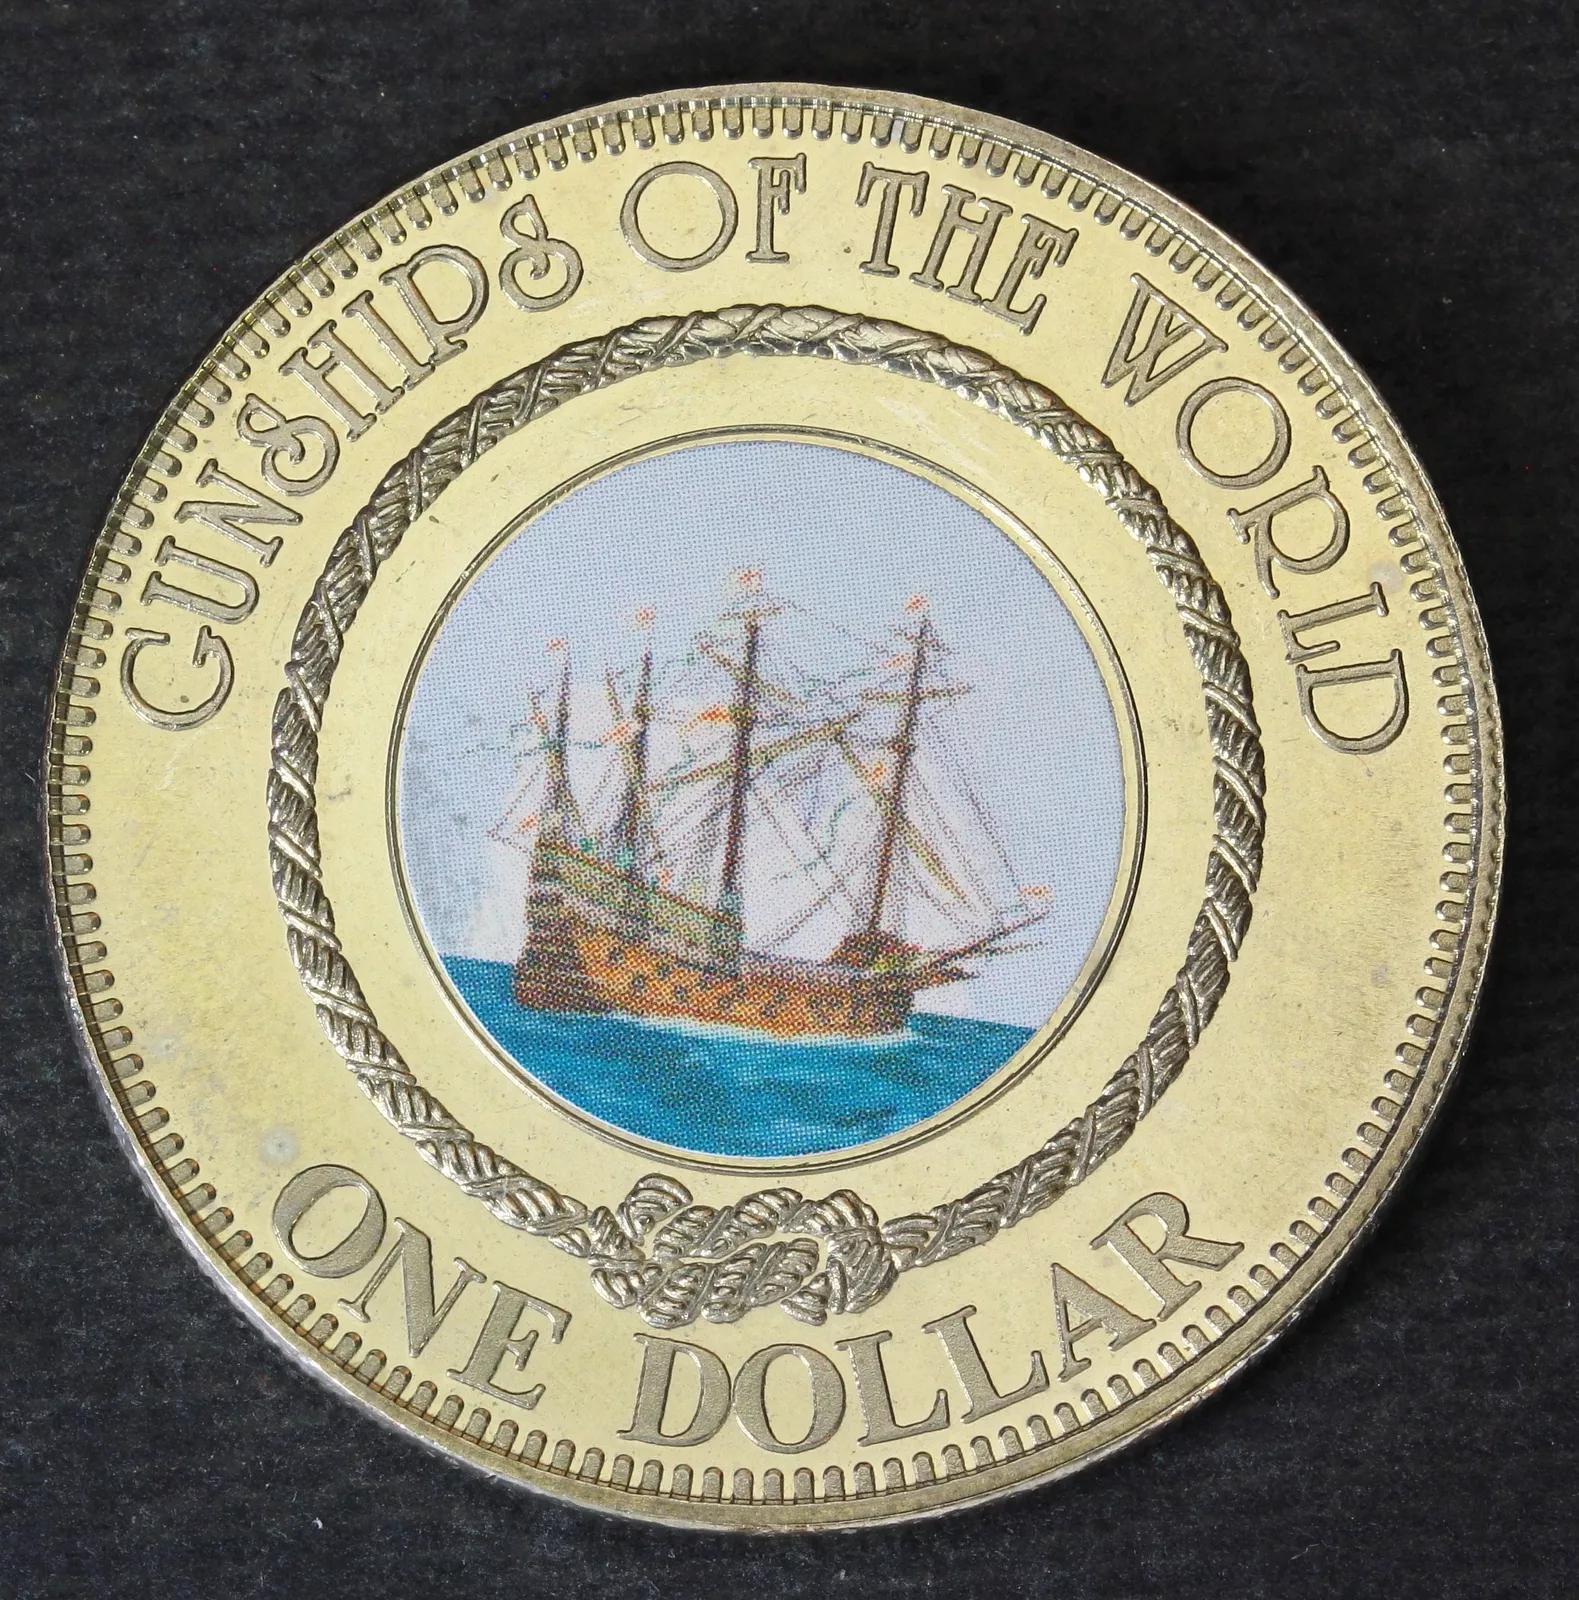 GUNSHIPS OF THE WORLD
ONE DOLLAR